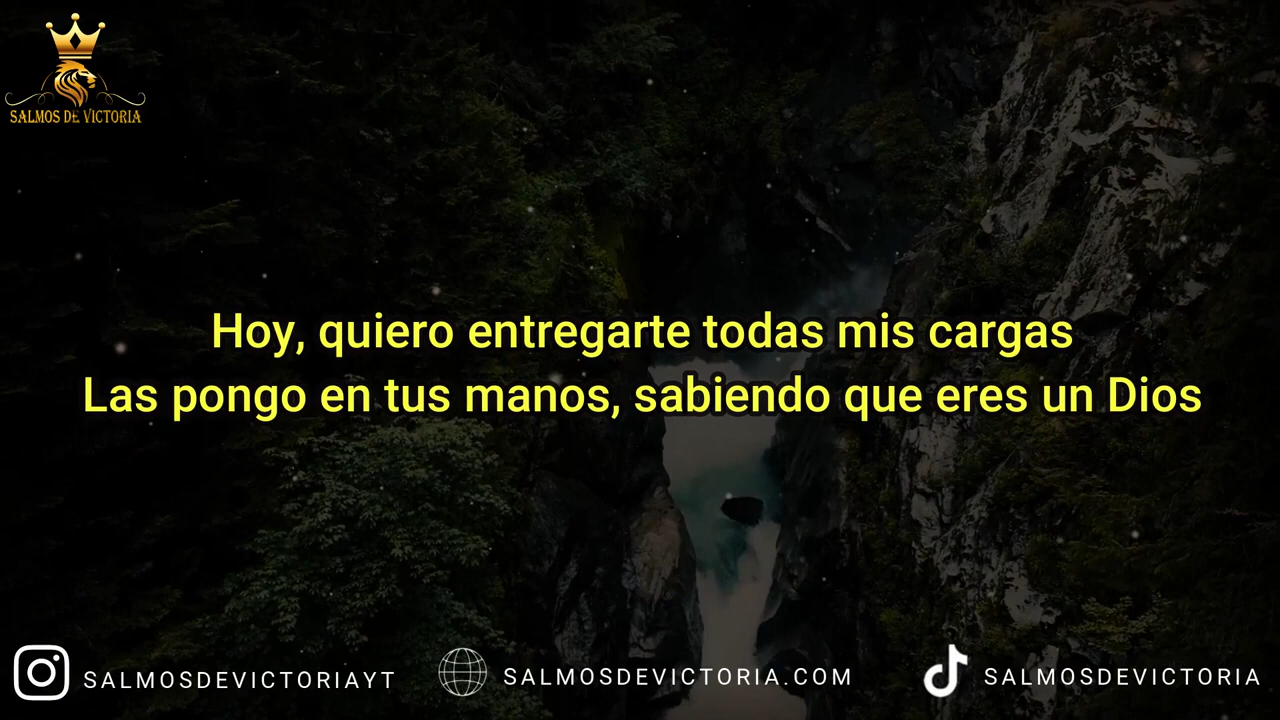 SALMOS DE VICTORIA
Hoy, quiero entregarte todas mis cargas
Las pongo en tus manos, sabiendo que eres un Dios
SALMOSDEVICTORIAYT
SALMOSDEVICTORIA.COM
SALMOSDEVICTORIA